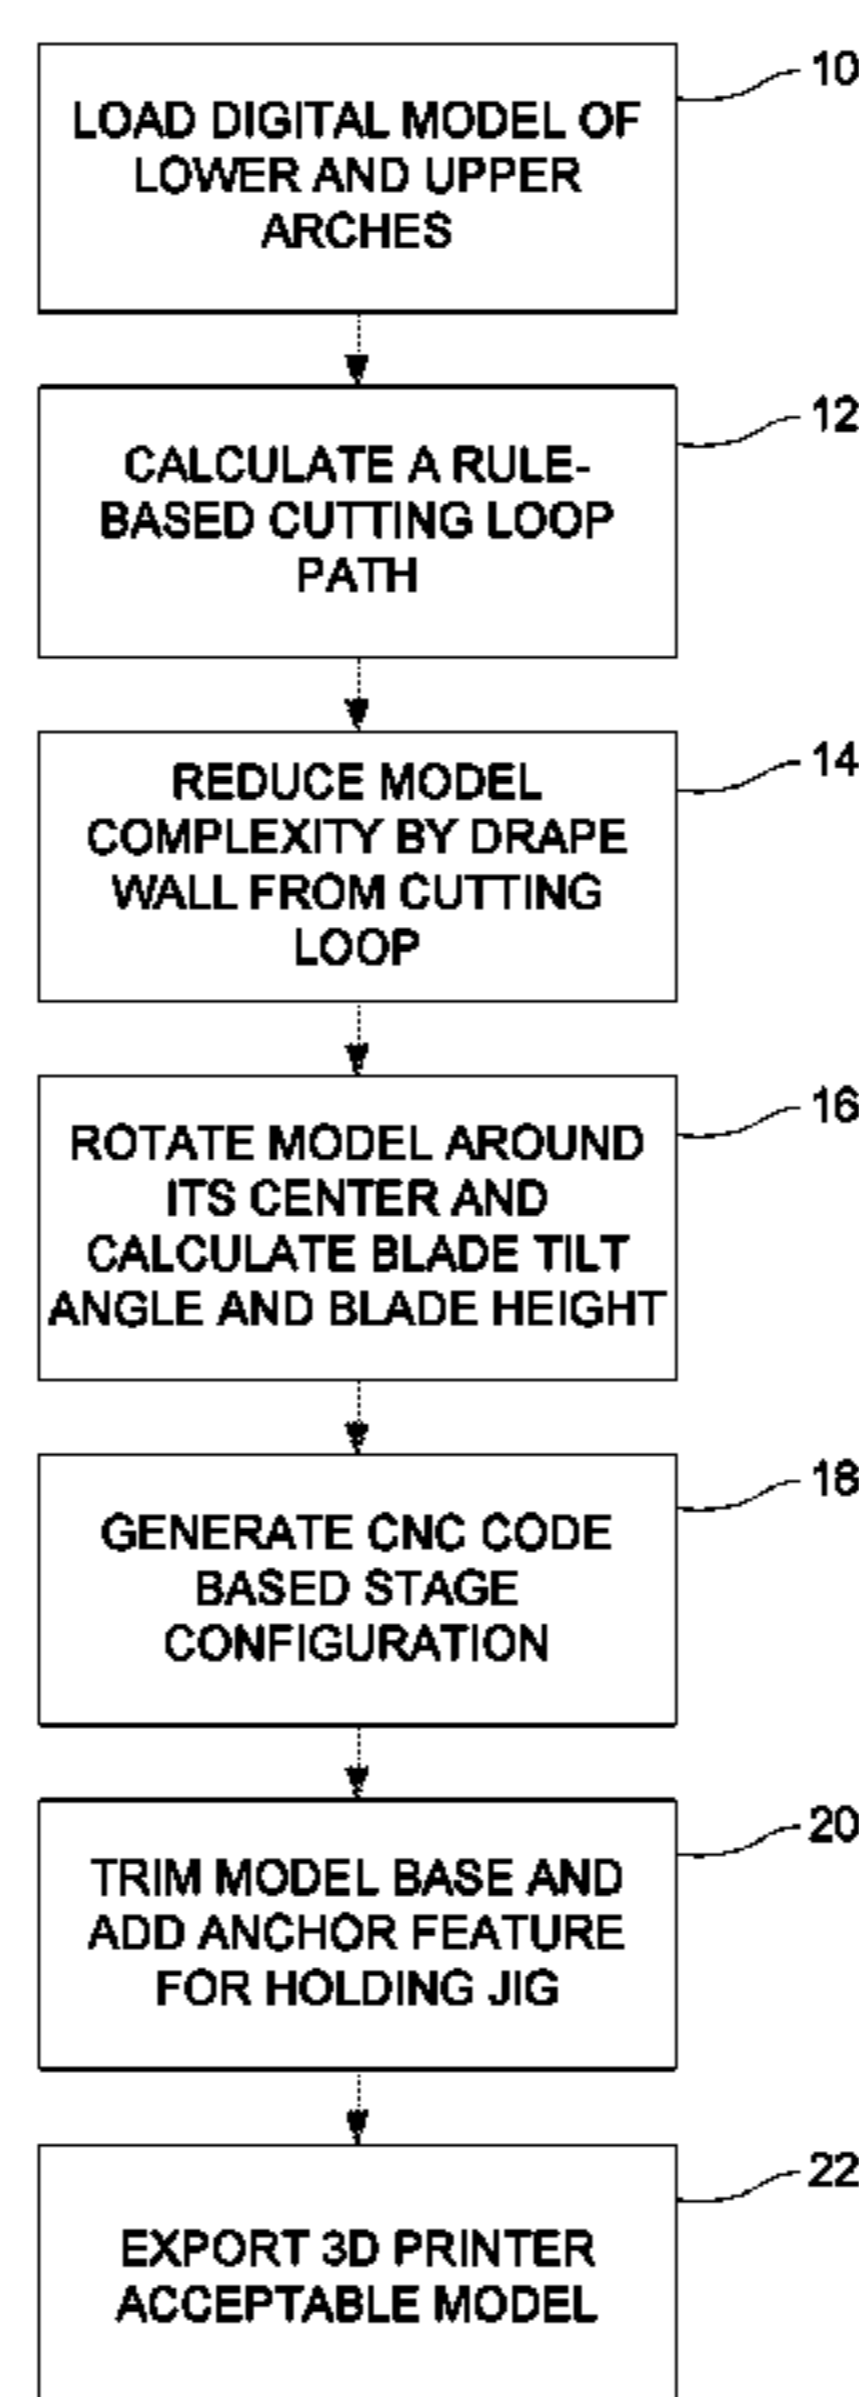 10
LOAD DIGITAL MODEL OF
LOWER AND UPPER
ARCHES
12
CALCULATE A RULE-
BASED CUTTING LOOP
PATH
14
REDUCE MODEL
COMPLEXITY BY DRAPE
WALL FROM CUTTING
LOOP
16
ROTATE MODEL AROUND
ITS CENTER AND
CALCULATE BLADE TILT
ANGLE AND BLADE HEIGHT
18
GENERATE CNC CODE
BASED STAGE
CONFIGURATION
20
TRIM MODEL BASE AND
ADD ANCHOR FEATURE
FOR HOLDING JIG
22
EXPORT 3D PRINTER
ACCEPTABLE MODEL